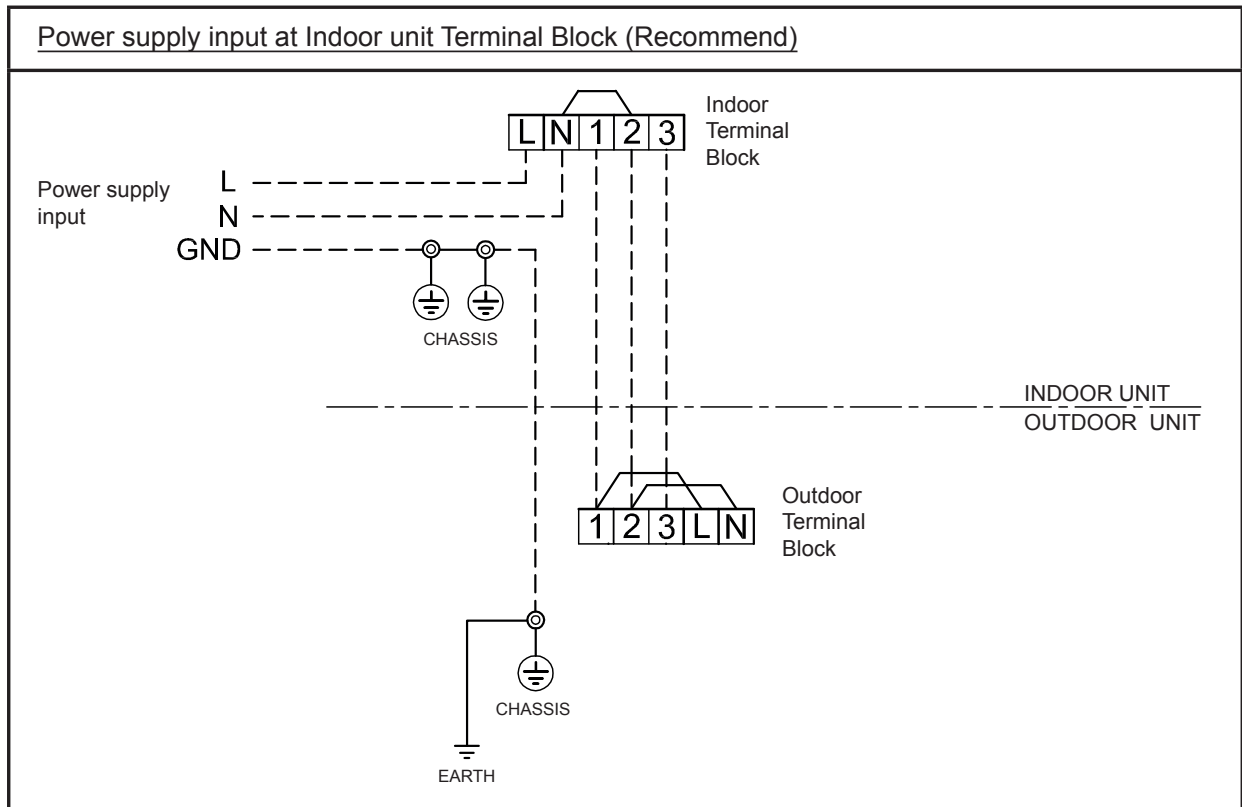 Power supply input at Indoor unit Terminal Block (Recommend)
L N 1 2 3
Indoor
Terminal
Block
Power supply
input
L
N
GND
CHASSIS
INDOOR UNIT
OUTDOOR UNIT
1 2 3 L N
Outdoor
Terminal
Block
CHASSIS
EARTH